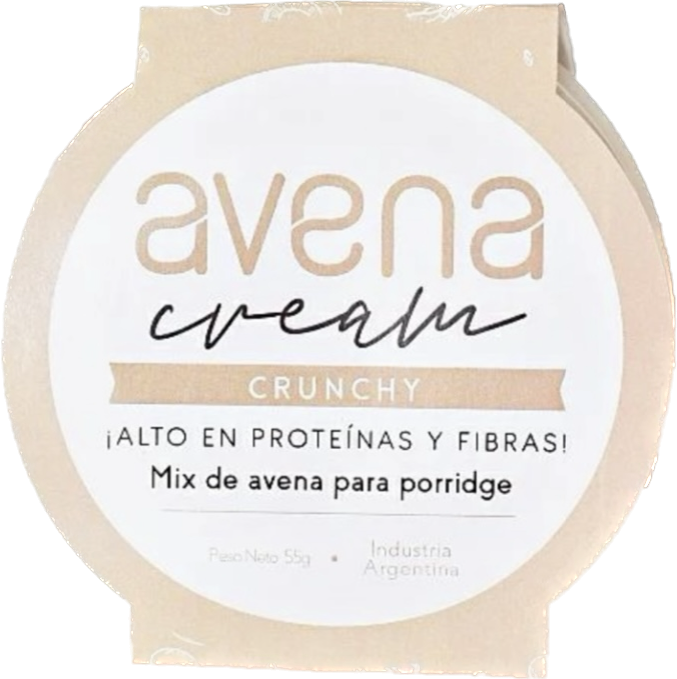 avena
cream
CRUNCHY
¡ALTO EN PROTEÍNAS Y FIBRAS!
Mix de avena para porridge
Peso Neto 55g • Industria
Argentina